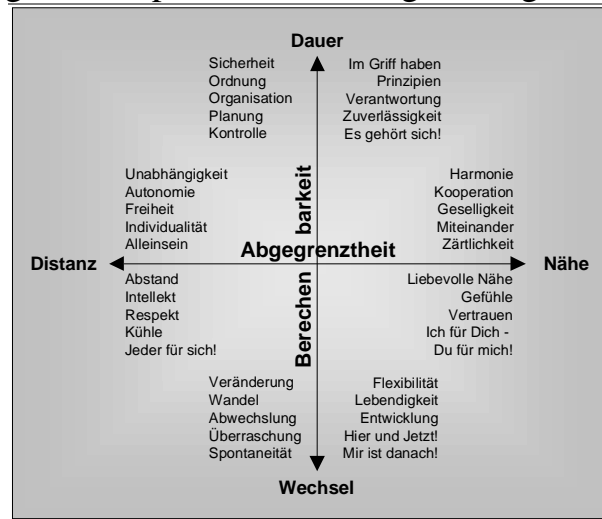 Dauer
Sicherheit
Ordnung
Organisation
Planung
Kontrolle
Im Griff haben
Prinzipien
Verantwortung
Zuverlässigkeit
Es gehört sich!
Unabhängigkeit
Autonomie
Freiheit
Individualität
Alleinsein
Harmonie
Kooperation
Geselligkeit
Miteinander
Zärtlichkeit
Abgegrenztheit
Berechen barkeit
Distanz
Nähe
Abstand
Intellekt
Respekt
Kühle
Jeder für sich!
Liebevolle Nähe
Gefühle
Vertrauen
Ich für Dich -
Du für mich!
Veränderung
Wandel
Abwechslung
Überraschung
Spontaneität
Flexibilität
Lebendigkeit
Entwicklung
Hier und Jetzt!
Mir ist danach!
Wechsel